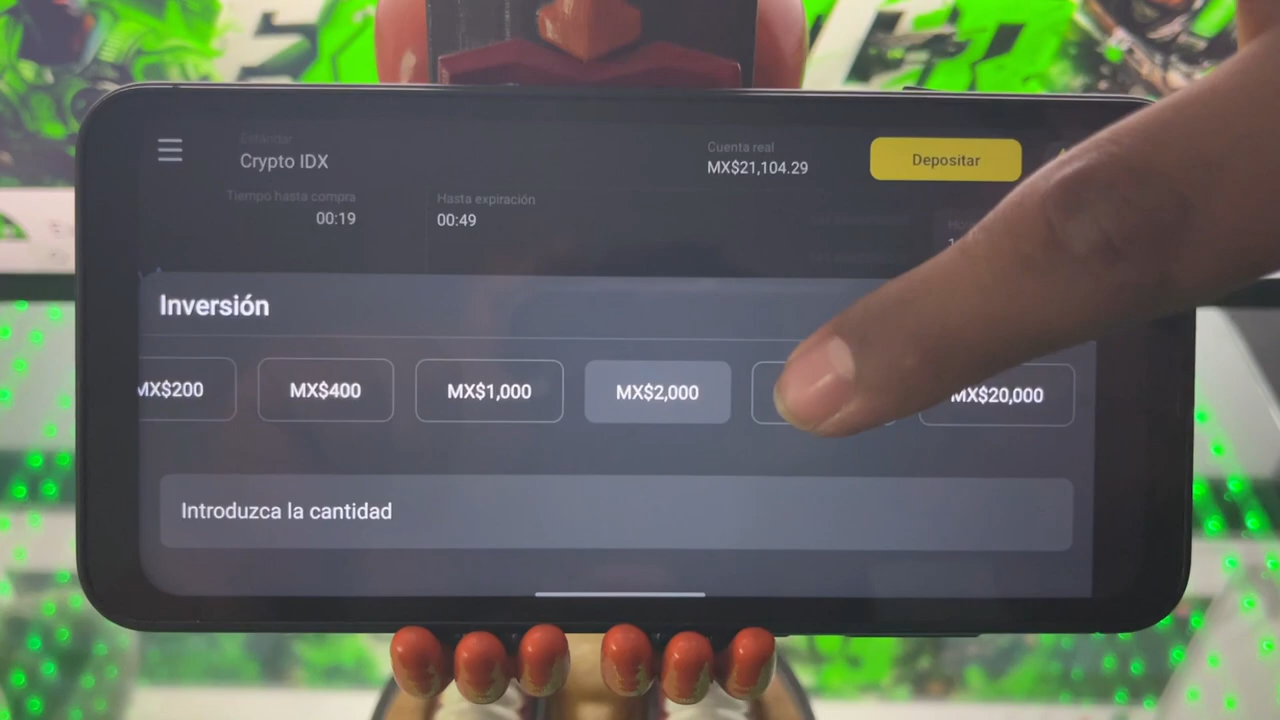 Estándar
Crypto IDX
Cuenta real
MX$21,104.29
Depositar
Tiempo hasta compra
00:19
Hasta expiración
00:49
Inversión
MX$200
MX$400
MX$1,000
MX$2,000
MX$20,000
Introduzca la cantidad